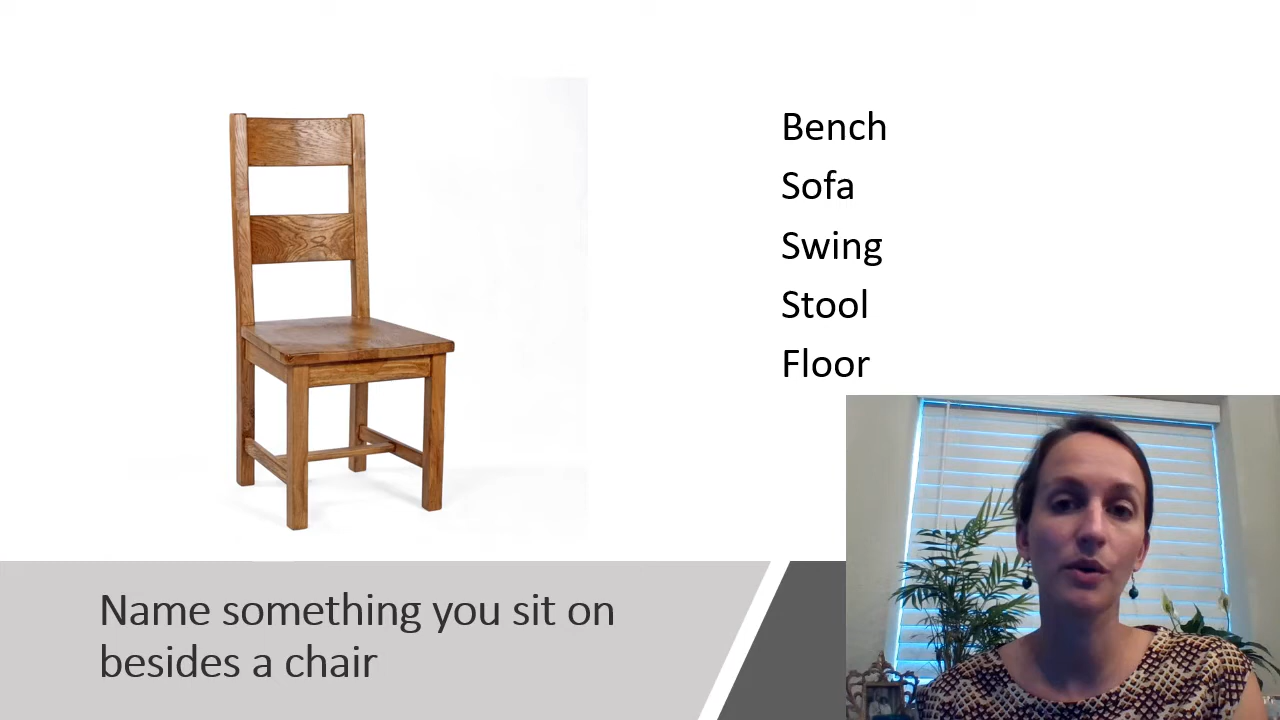 Bench
Sofa
Swing
Stool
Floor
Name something you sit on
besides a chair